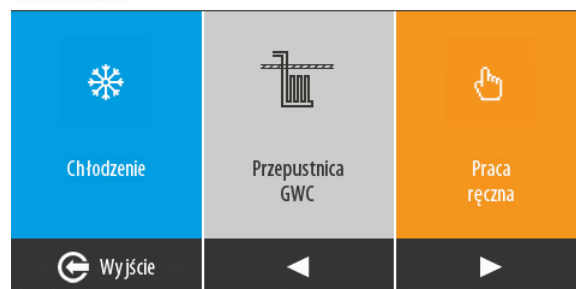 Chłodzenie
Przepustnica
GWC
Praca
ręczna
Wyjście